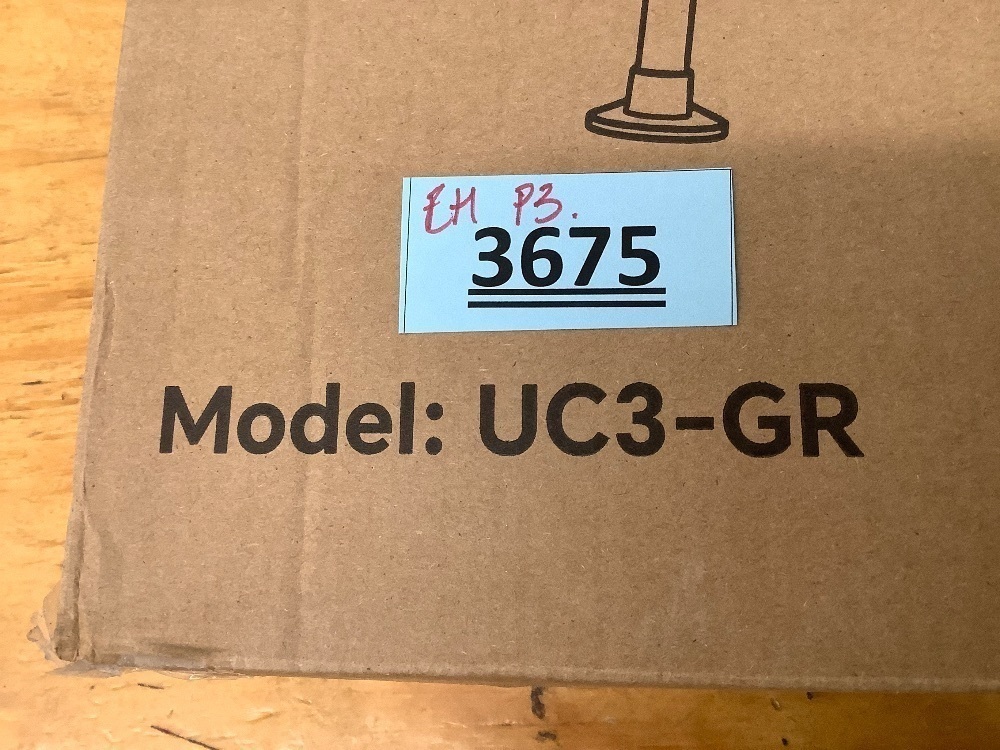 EH P3.
3675
Model: UC3-GR